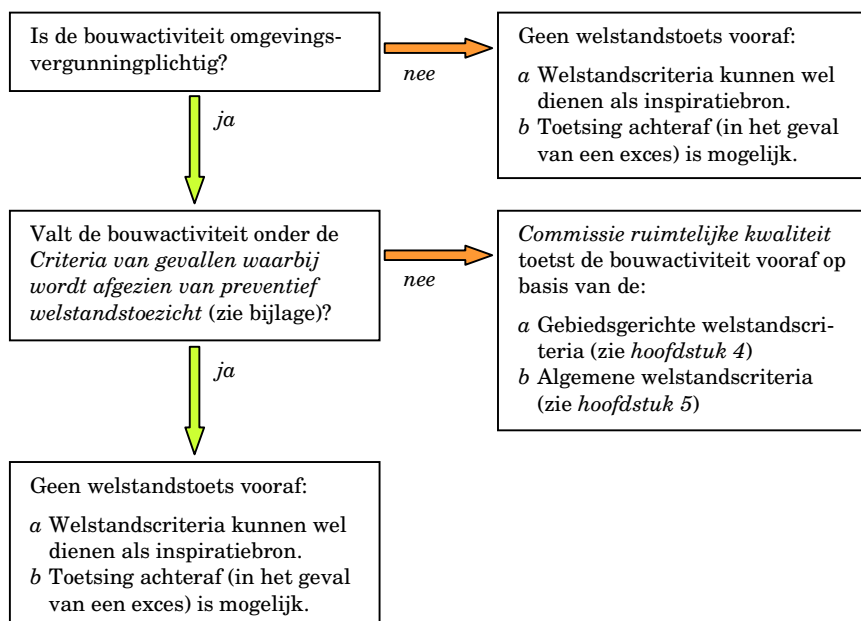 Is de bouwactiviteit omgevings-
vergunningplichtig?
nee
Geen welstandstoets vooraf:
a Welstandscriteria kunnen wel
dienen als inspiratiebron.
b Toetsing achteraf (in het geval
van een exces) is mogelijk.
ja
Valt de bouwactiviteit onder de
Criteria van gevallen waarbij
wordt afgezien van preventief
welstandstoezicht (zie bijlage)?
nee
Commissie ruimtelijke kwaliteit
toetst de bouwactiviteit vooraf op
basis van de:
a Gebiedsgerichte welstandscri-
teria (zie hoofdstuk 4)
b Algemene welstandscriteria
(zie hoofdstuk 5)
ja
Geen welstandstoets vooraf:
a Welstandscriteria kunnen wel
dienen als inspiratiebron.
b Toetsing achteraf (in het geval
van een exces) is mogelijk.